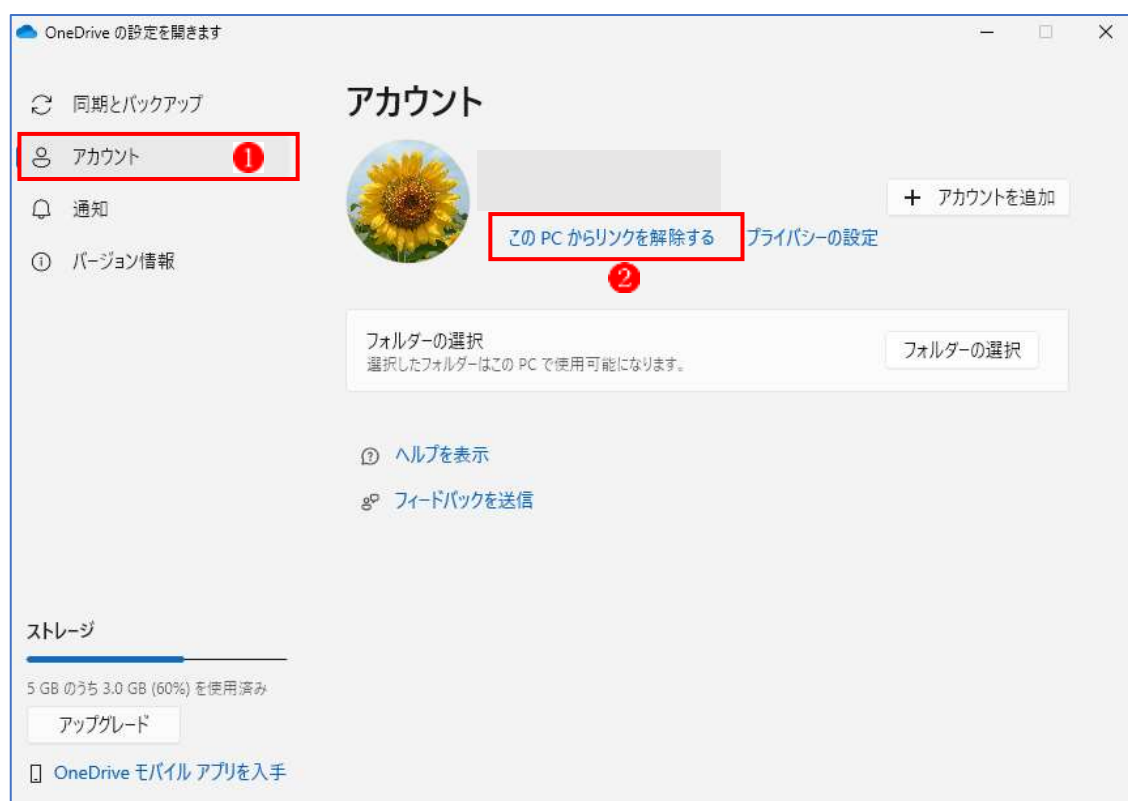 OneDrive の設定を開きます
同期とバックアップ
アカウント
1
通知
バージョン情報
アカウント
+ アカウントを追加
この PC からリンクを解除する
プライバシーの設定
2
フォルダーの選択
選択したフォルダーはこの PC で使用可能になります。
フォルダーの選択
ヘルプを表示
フィードバックを送信
ストレージ
5 GB のうち 3.0 GB (60%) を使用済み
アップグレード
OneDrive モバイル アプリを入手